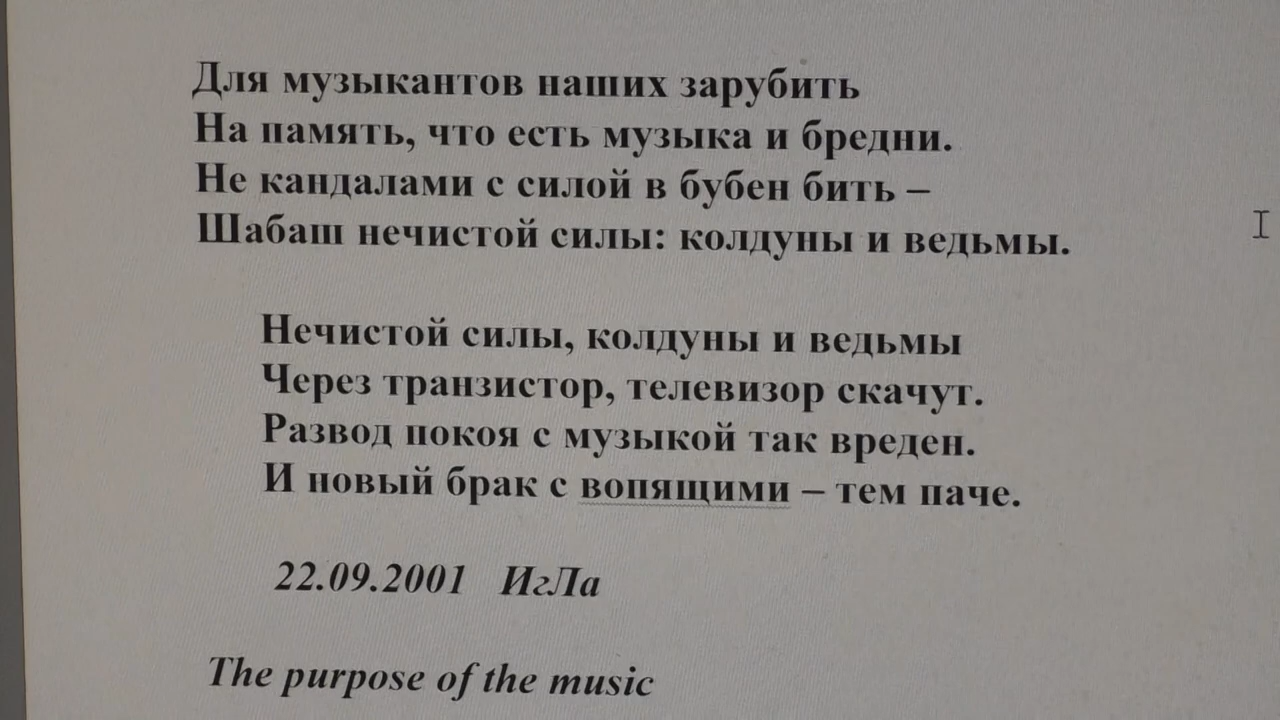 Для музыкантов наших зарубить
На память, что есть музыка и бредни.
Не кандалами с силой в бубен бить –
Шабаш нечистой силы: колдуны и ведьмы.
Нечистой силы, колдуны и ведьмы
Через транзистор, телевизор скачут.
Развод покоя с музыкой так вреден.
И новый брак с вопящими – тем паче.
22.09.2001 ИгЛа
The purpose of the music